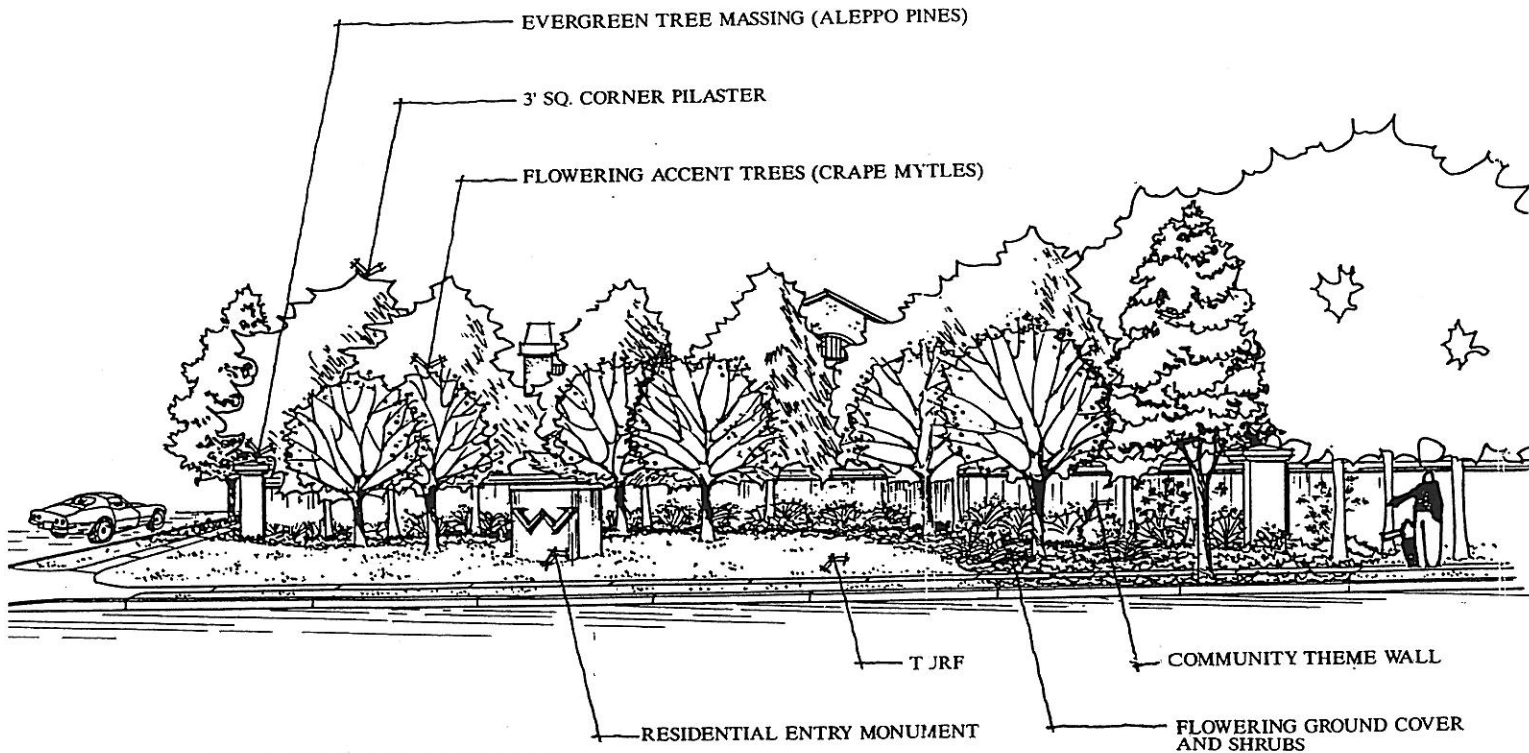 EVERGREEN TREE MASSING (ALEPPO PINES)
3' SQ. CORNER PILASTER
FLOWERING ACCENT TREES (CRAPE MYTLES)
W
T JRF
COMMUNITY THEME WALL
RESIDENTIAL ENTRY MONUMENT
FLOWERING GROUND COVER
AND SHRUBS